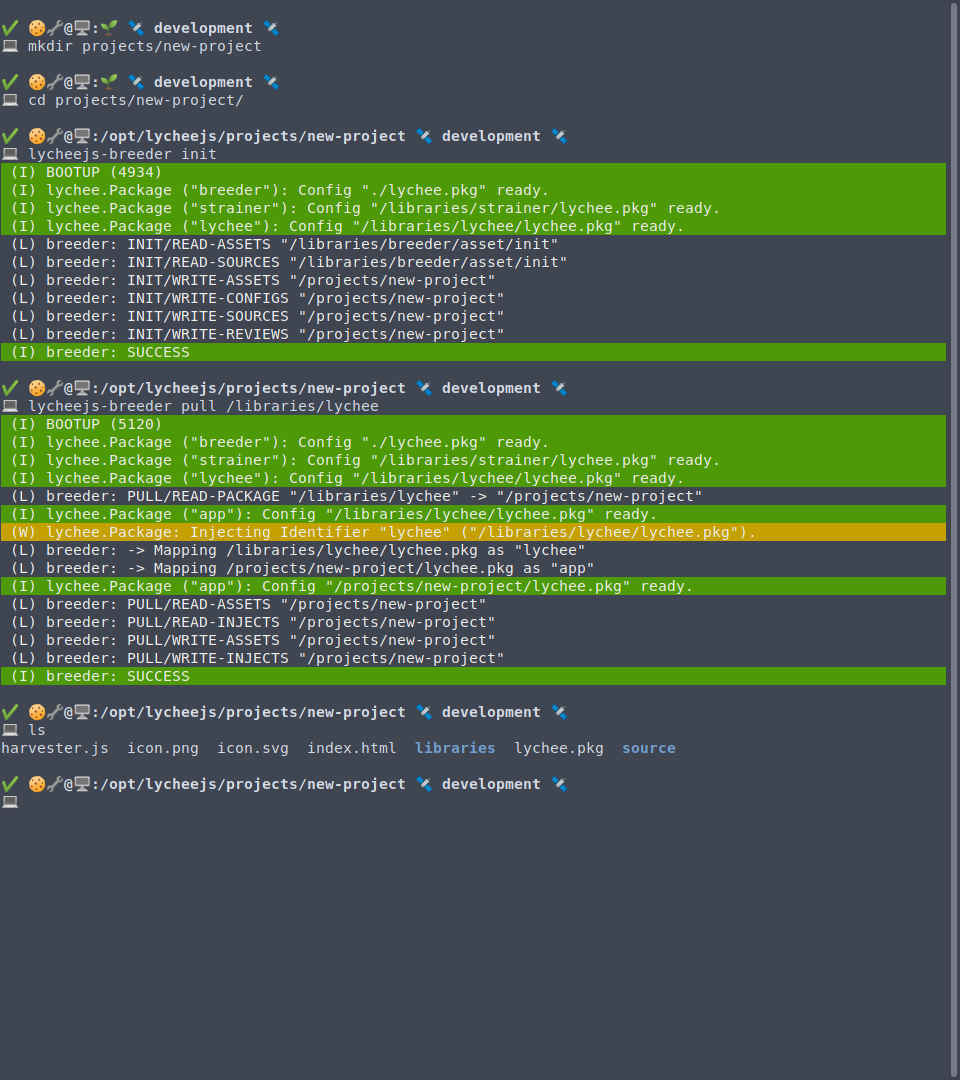 ✔ 🍪🔧@🖥:🌱 🛰 development 🛰
💻 mkdir projects/new-project
✔ 🍪🔧@🖥:🌱 🛰 development 🛰
💻 cd projects/new-project/
✔ 🍪🔧@🖥:/opt/lycheejs/projects/new-project 🛰 development 🛰
💻 lycheejs-breeder init
(I) BOOTUP (4934)
(I) lychee.Package ("breeder"): Config "./lychee.pkg" ready.
(I) lychee.Package ("strainer"): Config "/libraries/strainer/lychee.pkg" ready.
(I) lychee.Package ("lychee"): Config "/libraries/lychee/lychee.pkg" ready.
(L) breeder: INIT/READ-ASSETS "/libraries/breeder/asset/init"
(L) breeder: INIT/READ-SOURCES "/libraries/breeder/asset/init"
(L) breeder: INIT/WRITE-ASSETS "/projects/new-project"
(L) breeder: INIT/WRITE-CONFIGS "/projects/new-project"
(L) breeder: INIT/WRITE-SOURCES "/projects/new-project"
(L) breeder: INIT/WRITE-REVIEWS "/projects/new-project"
(I) breeder: SUCCESS
✔ 🍪🔧@🖥:/opt/lycheejs/projects/new-project 🛰 development 🛰
💻 lycheejs-breeder pull /libraries/lychee
(I) BOOTUP (5120)
(I) lychee.Package ("breeder"): Config "./lychee.pkg" ready.
(I) lychee.Package ("strainer"): Config "/libraries/strainer/lychee.pkg" ready.
(I) lychee.Package ("lychee"): Config "/libraries/lychee/lychee.pkg" ready.
(L) breeder: PULL/READ-PACKAGE "/libraries/lychee" -> "/projects/new-project"
(I) lychee.Package ("app"): Config "/libraries/lychee/lychee.pkg" ready.
(W) lychee.Package: Injecting Identifier "lychee" ("/libraries/lychee/lychee.pkg").
(L) breeder: -> Mapping /libraries/lychee/lychee.pkg as "lychee"
(L) breeder: -> Mapping /projects/new-project/lychee.pkg as "app"
(I) lychee.Package ("app"): Config "/projects/new-project/lychee.pkg" ready.
(L) breeder: PULL/READ-ASSETS "/projects/new-project"
(L) breeder: PULL/READ-INJECTS "/projects/new-project"
(L) breeder: PULL/WRITE-ASSETS "/projects/new-project"
(L) breeder: PULL/WRITE-INJECTS "/projects/new-project"
(I) breeder: SUCCESS
✔ 🍪🔧@🖥:/opt/lycheejs/projects/new-project 🛰 development 🛰
💻 ls
harvester.js icon.png icon.svg index.html libraries lychee.pkg source
✔ 🍪🔧@🖥:/opt/lycheejs/projects/new-project 🛰 development 🛰
💻